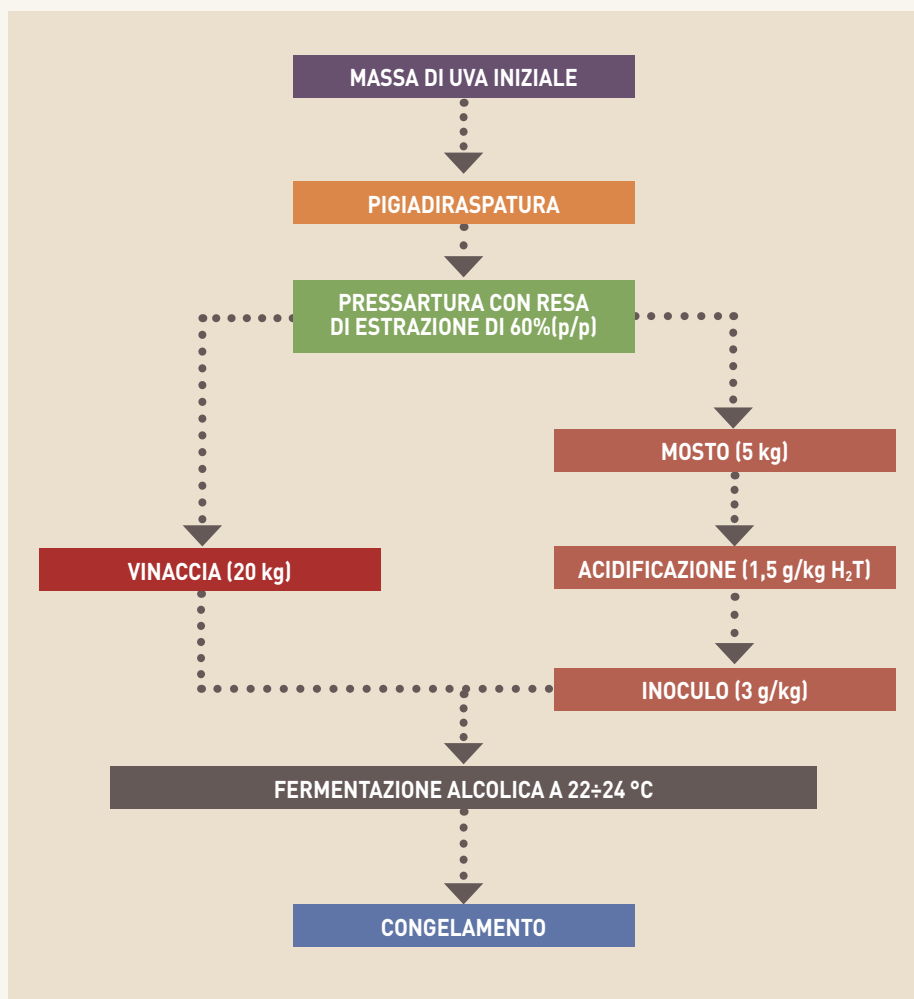 MASSA DI UVA INIZIALE
PIGIADIRASPATURA
PRESSARTURA CON RESA
DI ESTRAZIONE DI 60%(p/p)
MOSTO (5 kg)
VINACCIA (20 kg)
ACIDIFICAZIONE (1,5 g/kg H₂T)
INOCULO (3 g/kg)
FERMENTAZIONE ALCOLICA A 22÷24 °C
CONGELAMENTO